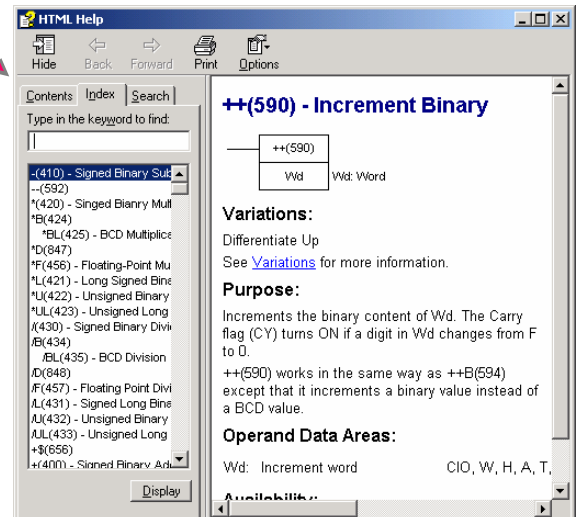 HTML Help
Hide Back Forward Print Options
Contents Index Search
Type in the keyword to find:
-(410) - Signed Binary Sub
--(592)
*(420) - Singed Bianry Mult
*B(424)
*BL(425) - BCD Multiplica
*D(847)
*F(456) - Floating-Point Mu
*L(421) - Long Signed Bina
*U(422) - Unsigned Binary
*UL(423) - Unsigned Long
/(430) - Signed Binary Divi
/B(434)
/BL(435) - BCD Division
/D(848)
/F(457) - Floating Point Divi
/L(431) - Signed Long Bina
/U(432) - Unsigned Binary
/UL(433) - Unsigned Long
+$(656)
+(400) - Signed Binary Add
Display
++(590) - Increment Binary
++(590)
Wd Wd: Word
Variations:
Differentiate Up
See Variations for more information.
Purpose:
Increments the binary content of Wd. The Carry
flag (CY) turns ON if a digit in Wd changes from F
to 0.
++(590) works in the same way as ++B(594)
except that it increments a binary value instead of
a BCD value.
Operand Data Areas:
Wd: Increment word CIO, W, H, A, T,
Availability: